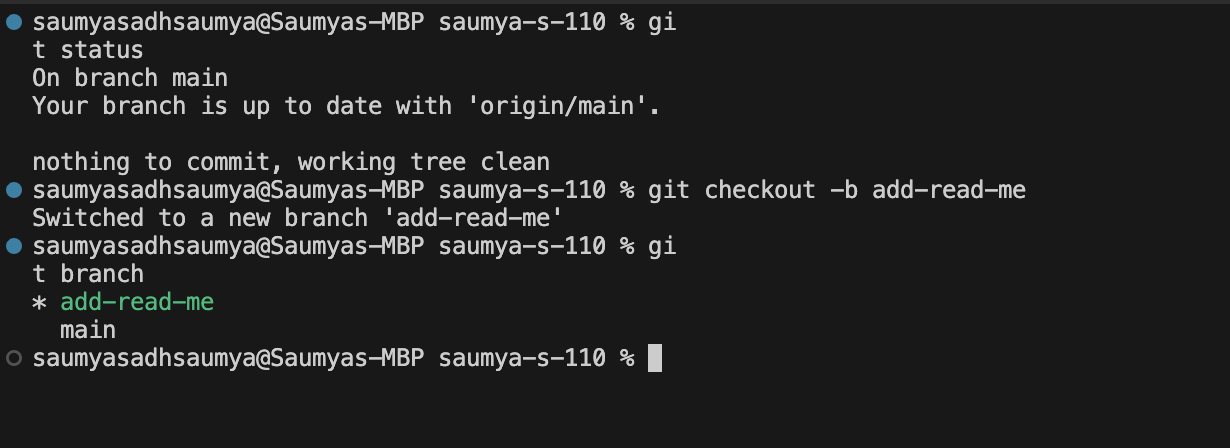 saumyasadhsaumya@Saumyas-MBP saumya-s-110 % gi
t status
On branch main
Your branch is up to date with 'origin/main'.
nothing to commit, working tree clean
saumyasadhsaumya@Saumyas-MBP saumya-s-110 % git checkout -b add-read-me
Switched to a new branch 'add-read-me'
saumyasadhsaumya@Saumyas-MBP saumya-s-110 % gi
t branch
* add-read-me
  main
saumyasadhsaumya@Saumyas-MBP saumya-s-110 %